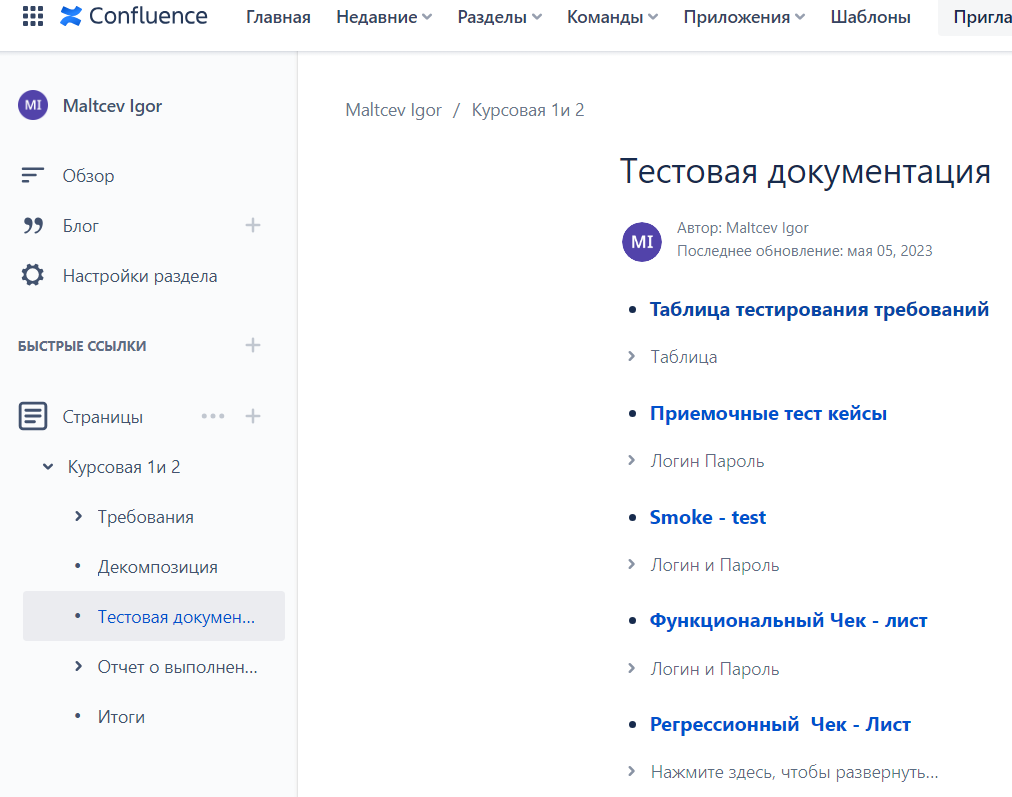 Confluence Главная Недавние Разделы Команды Приложения Шаблоны Пригла
MI Maltcev Igor
Обзор
Блог
Настройки раздела
БЫСТРЫЕ ССЫЛКИ
Страницы
Курсовая 1и 2
Требования
Декомпозиция
Тестовая докумен...
Отчет о выполнен...
Итоги
Maltcev Igor / Курсовая 1и 2
Тестовая документация
MI
Автор: Maltcev Igor
Последнее обновление: мая 05, 2023
• Таблица тестирования требований
Таблица
• Приемочные тест кейсы
Логин Пароль
• Smoke - test
Логин и Пароль
• Функциональный Чек - лист
Логин и Пароль
• Регрессионный  Чек - Лист
Нажмите здесь, чтобы развернуть...